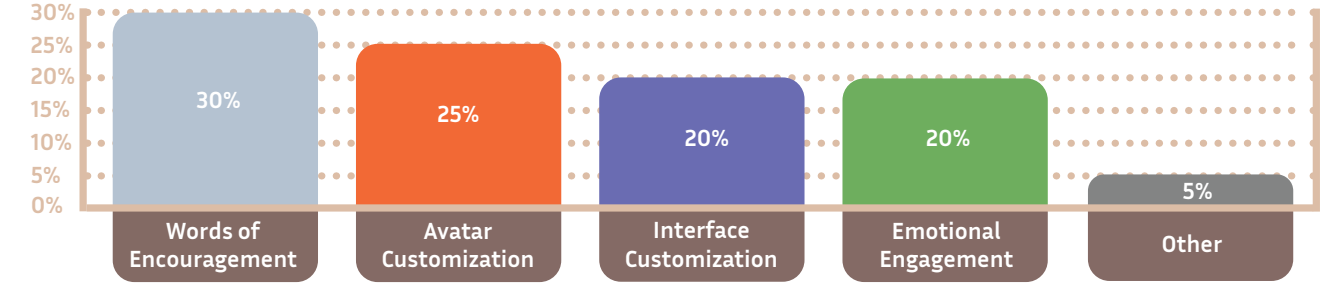 30%
25%
20%
15%
10%
5%
0%
30%
25%
20%
20%
5%
Words of
Encouragement
Avatar
Customization
Interface
Customization
Emotional
Engagement
Other